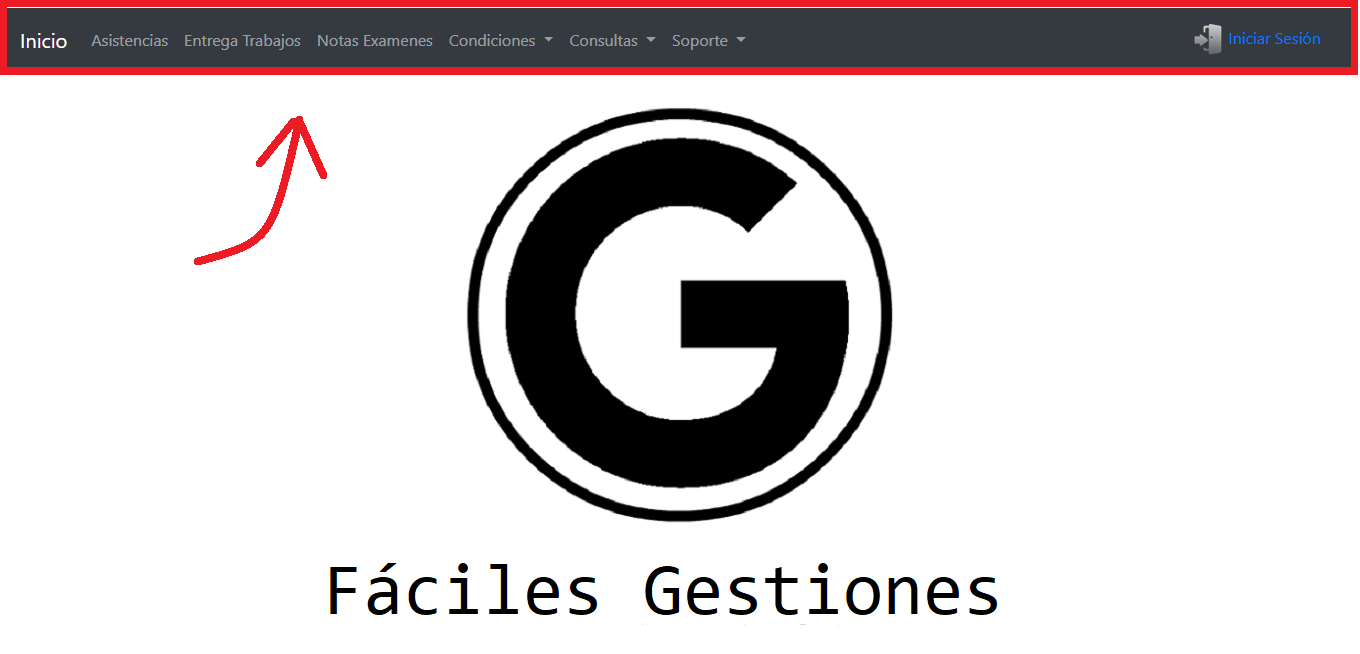 Inicio Asistencias Entrega Trabajos Notas Examenes Condiciones Consultas Soporte Iniciar Sesión
G
Fáciles Gestiones